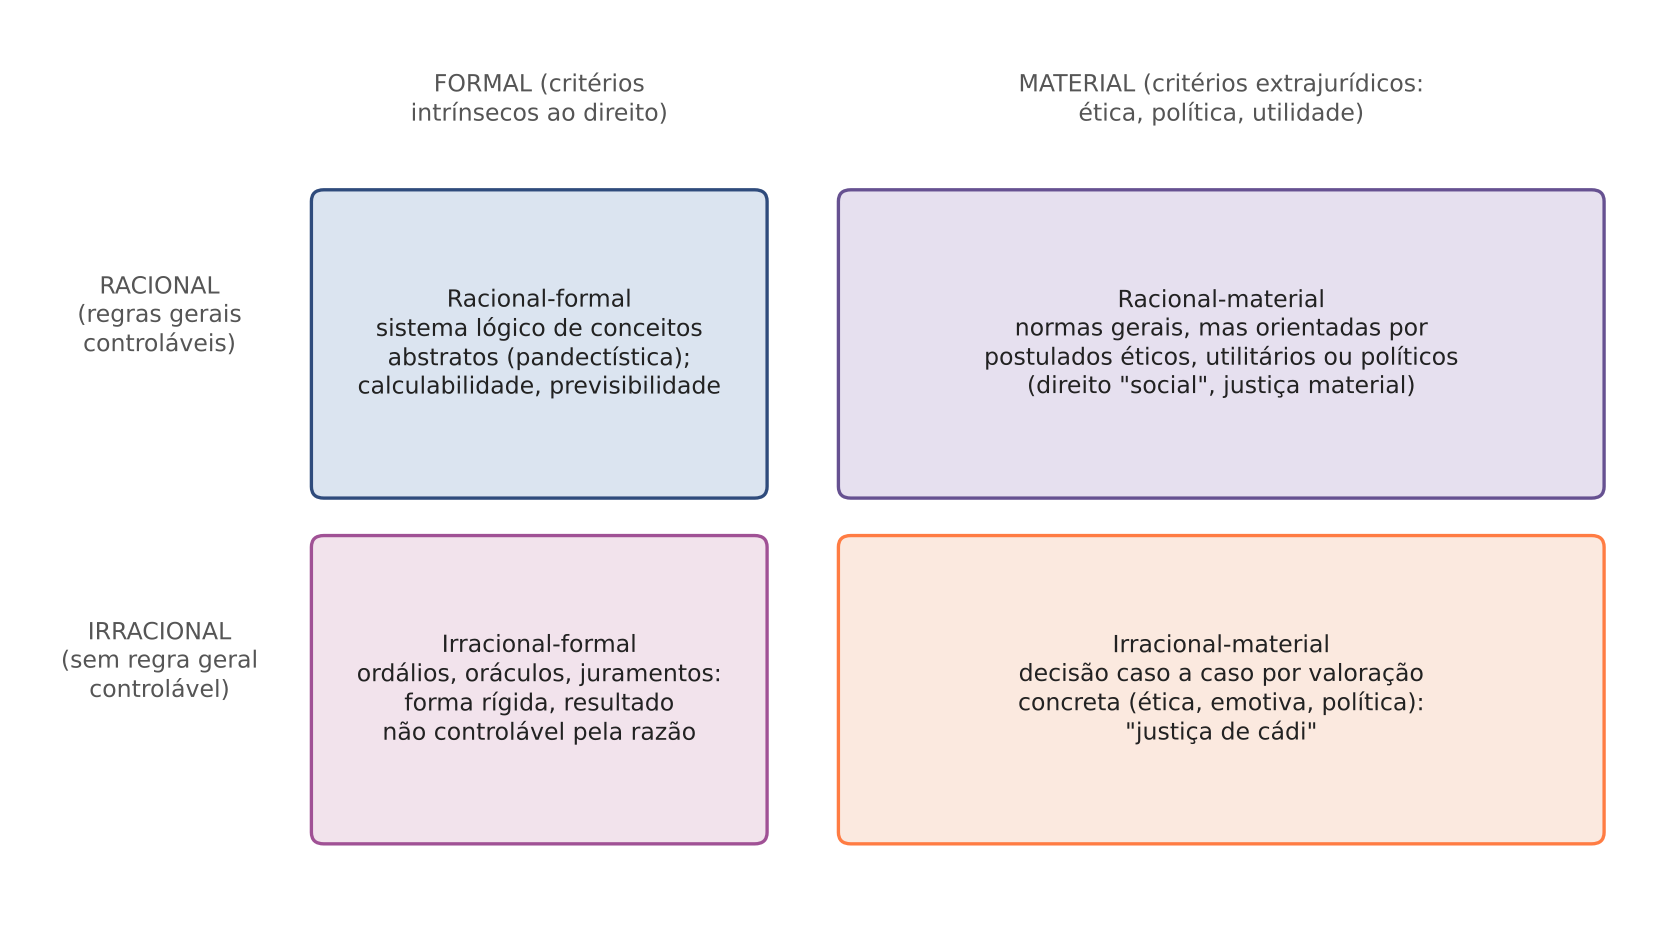 FORMAL (critérios
intrínsecos ao direito)
MATERIAL (critérios extrajurídicos:
ética, política, utilidade)
RACIONAL
(regras gerais
controláveis)
Racional-formal
sistema lógico de conceitos
abstratos (pandectística);
calculabilidade, previsibilidade
Racional-material
normas gerais, mas orientadas por
postulados éticos, utilitários ou políticos
(direito "social", justiça material)
IRRACIONAL
(sem regra geral
controlável)
Irracional-formal
ordálios, oráculos, juramentos:
forma rígida, resultado
não controlável pela razão
Irracional-material
decisão caso a caso por valoração
concreta (ética, emotiva, política):
"justiça de cádi"